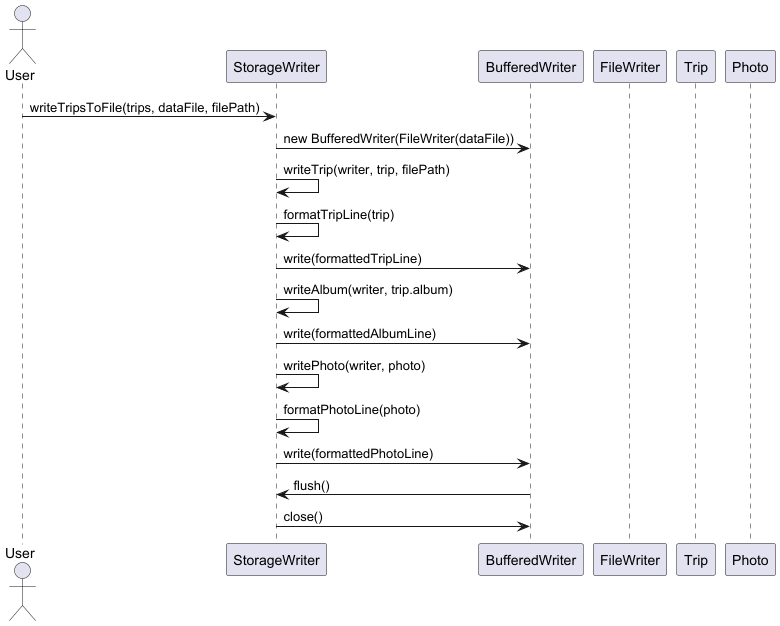 User
StorageWriter
BufferedWriter
FileWriter
Trip
Photo
writeTripsToFile(trips, dataFile, filePath)
new BufferedWriter(FileWriter(dataFile))
writeTrip(writer, trip, filePath)
formatTripLine(trip)
write(formattedTripLine)
writeAlbum(writer, trip.album)
write(formattedAlbumLine)
writePhoto(writer, photo)
formatPhotoLine(photo)
write(formattedPhotoLine)
flush()
close()
User
StorageWriter
BufferedWriter
FileWriter
Trip
Photo